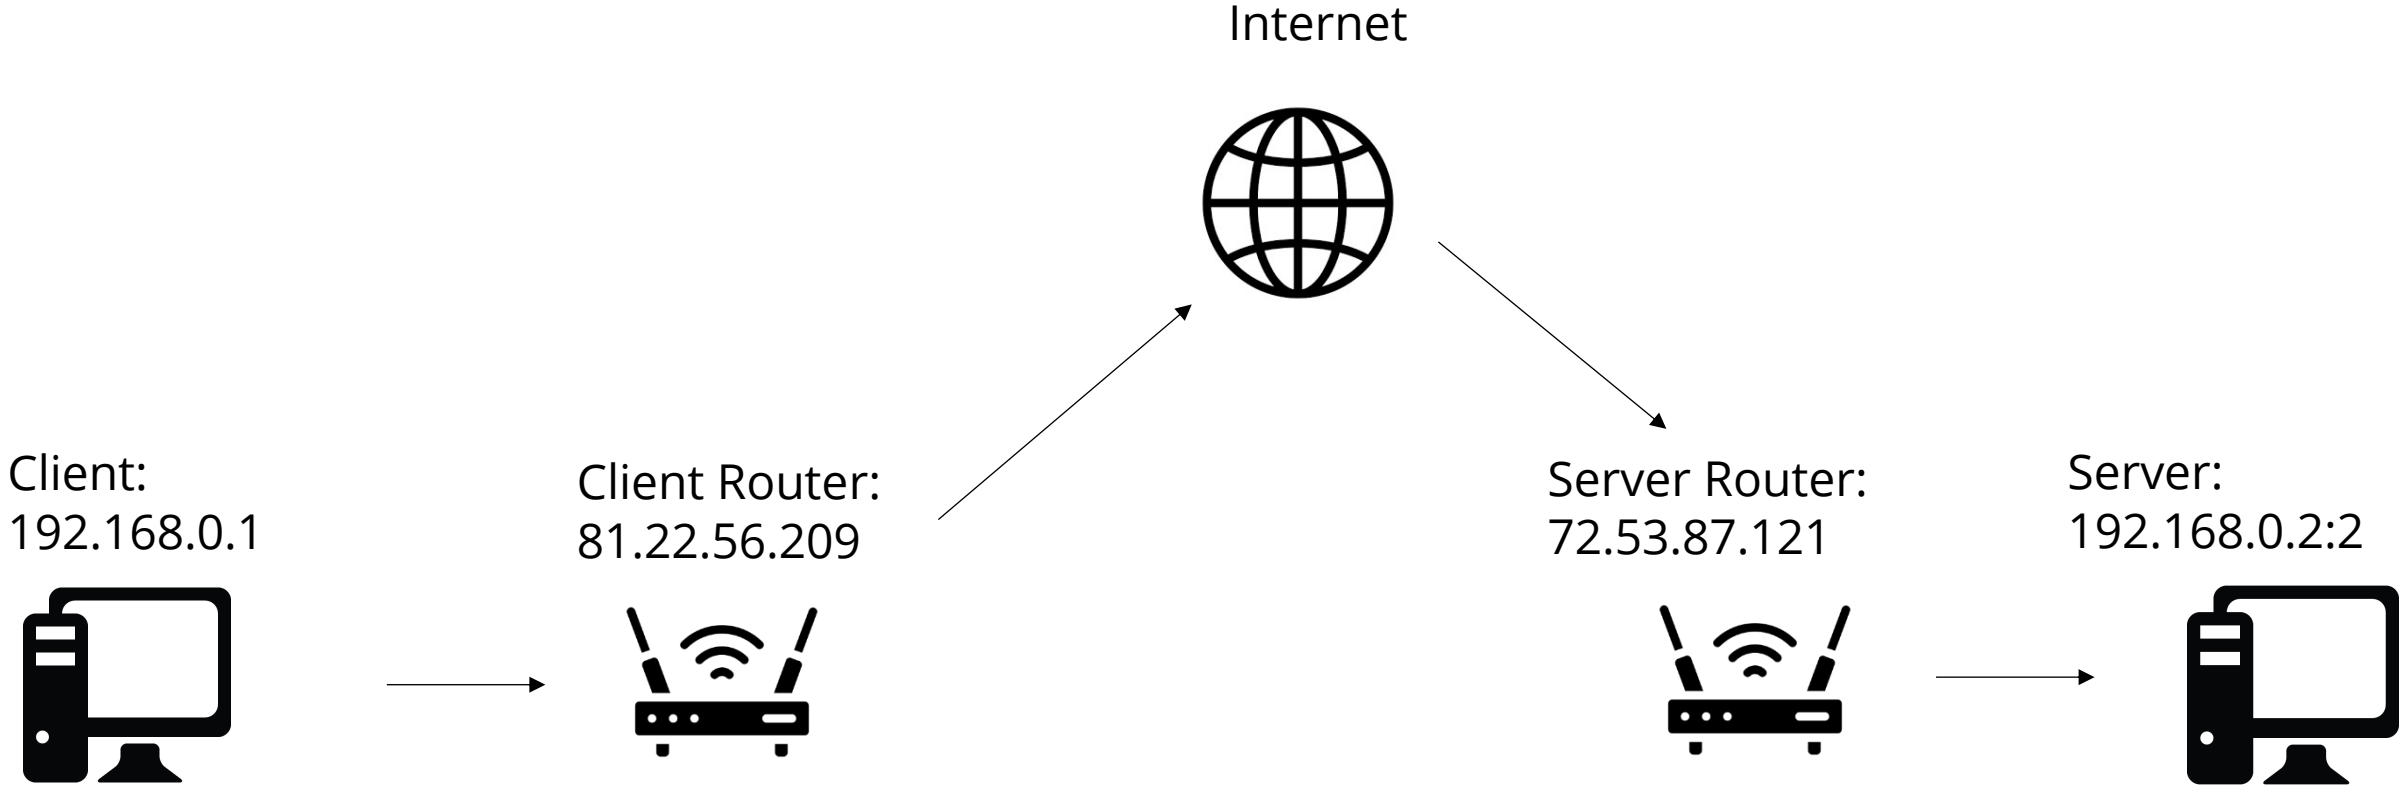 Internet
Client:
192.168.0.1
Client Router:
81.22.56.209
Server Router:
72.53.87.121
Server:
192.168.0.2:2